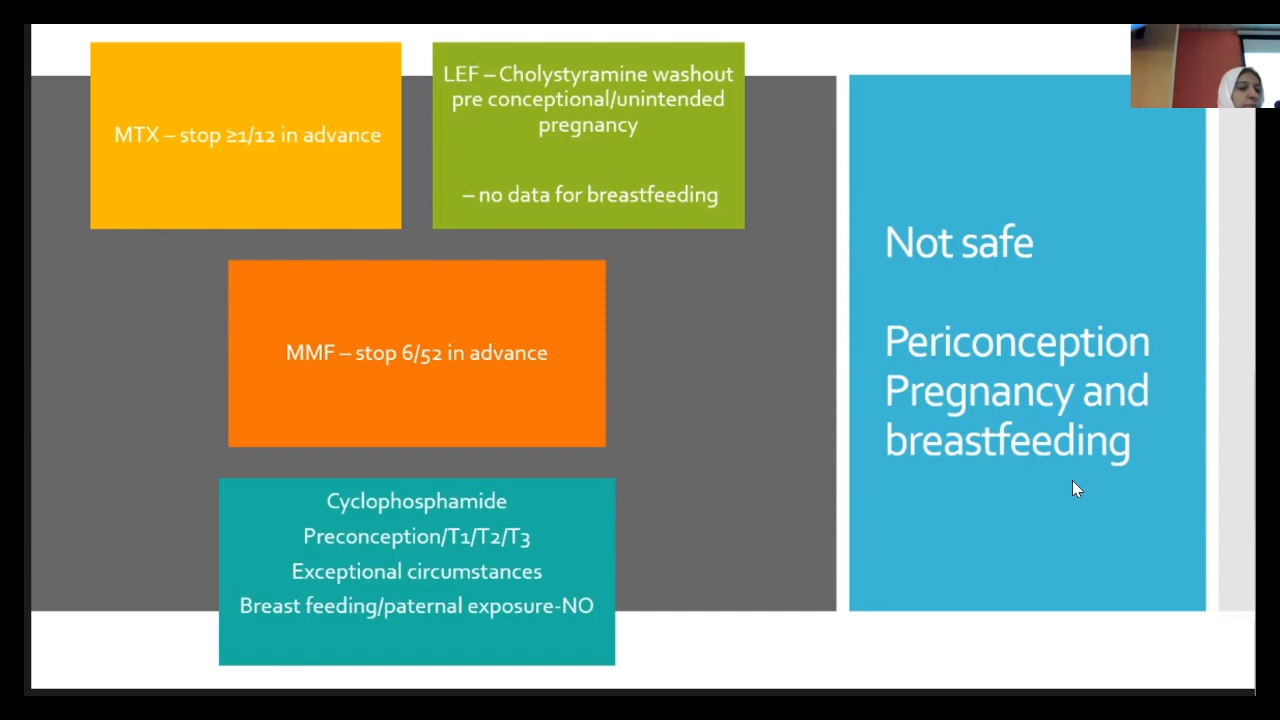 MTX – stop ≥1/12 in advance
LEF – Cholystyramine washout
pre conceptional/unintended
pregnancy
– no data for breastfeeding
MMF – stop 6/52 in advance
Cyclophosphamide
Preconception/T1/T2/T3
Exceptional circumstances
Breast feeding/paternal exposure-NO
Not safe
Periconception
Pregnancy and
breastfeeding